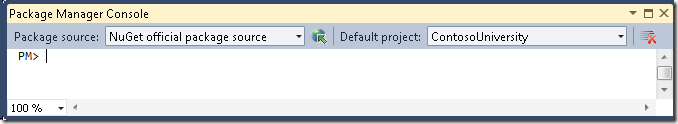 Package Manager Console
Package source: NuGet official package source Default project: ContosoUniversity
PM>
100 %